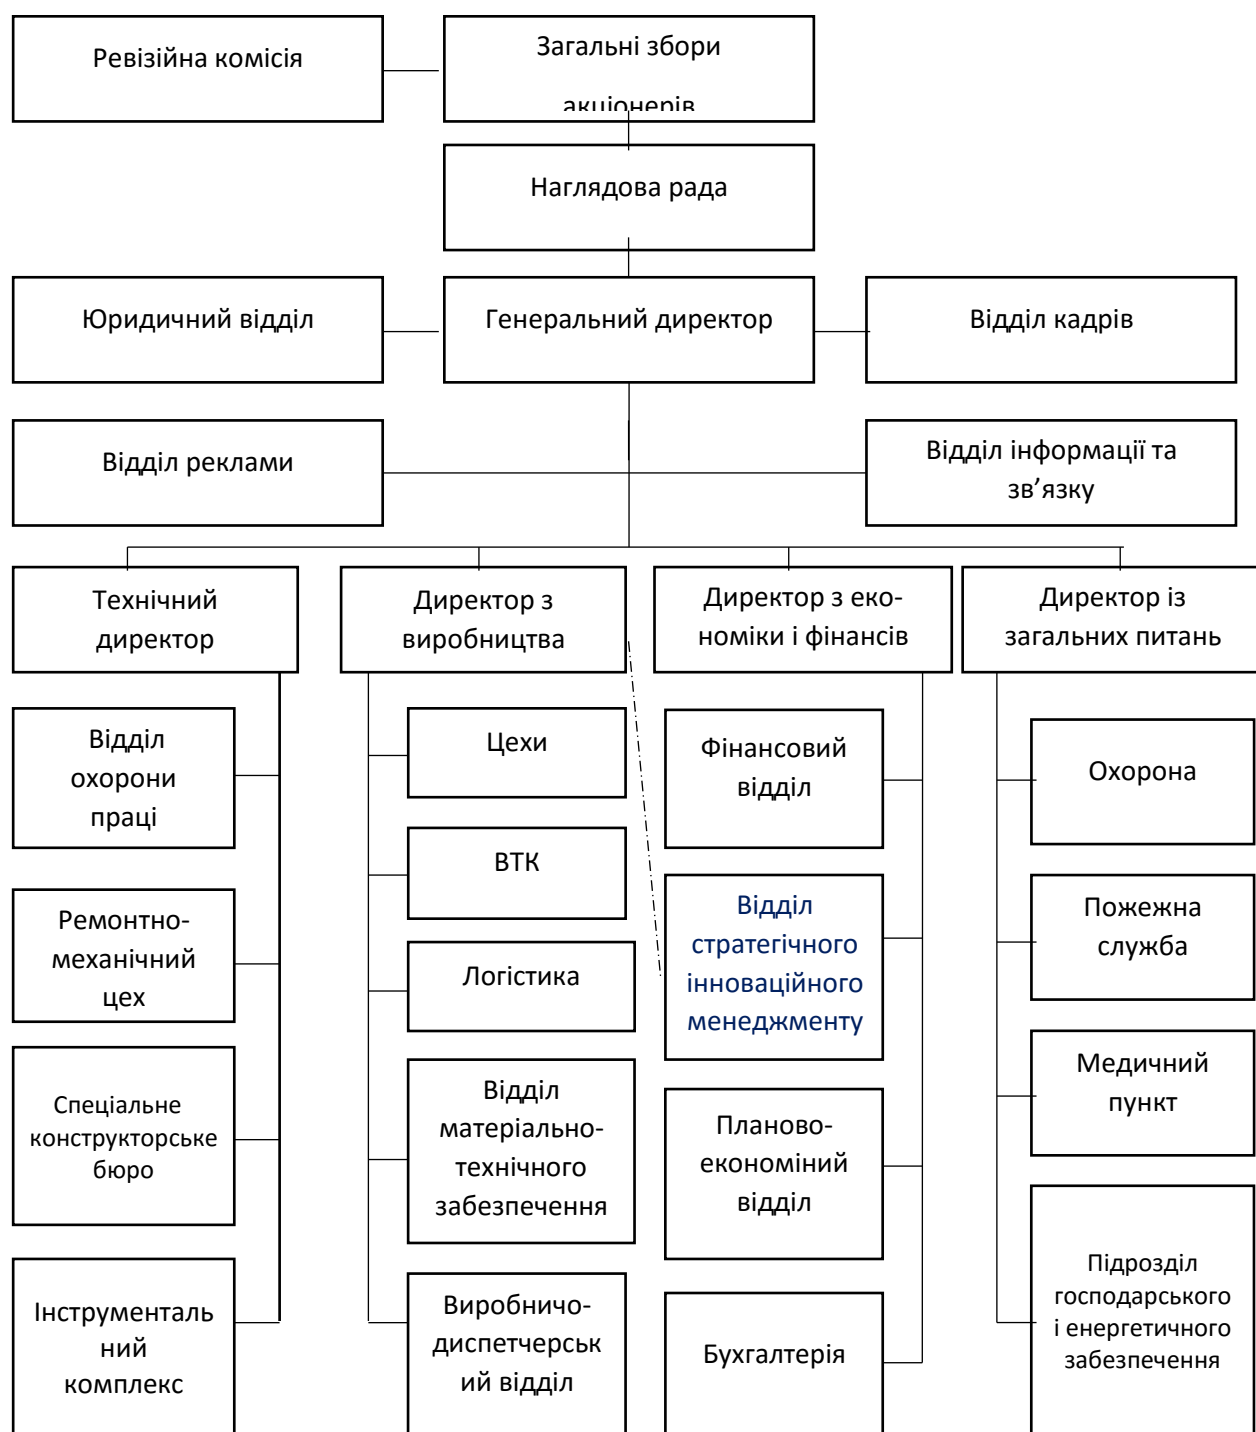 Ревізійна комісія
Загальні збори
акціонерів
Наглядова рада
Юридичний відділ
Генеральний директор
Відділ кадрів
Відділ реклами
Відділ інформації та
зв’язку
Технічний
директор
Директор з
виробництва
Директор з еко-
номіки і фінансів
Директор із
загальних питань
Відділ
охорони
праці
Ремонтно-
механічний
цех
Спеціальне
конструкторське
бюро
Інструменталь
ний
комплекс
Цехи
ВТК
Логістика
Відділ
матеріально-
технічного
забезпечення
Виробничо-
диспетчерськ
ий відділ
Фінансовий
відділ
Відділ
стратегічного
інноваційного
менеджменту
Планово-
економіний
відділ
Бухгалтерія
Охорона
Пожежна
служба
Медичний
пункт
Підрозділ
господарського
і енергетичного
забезпечення